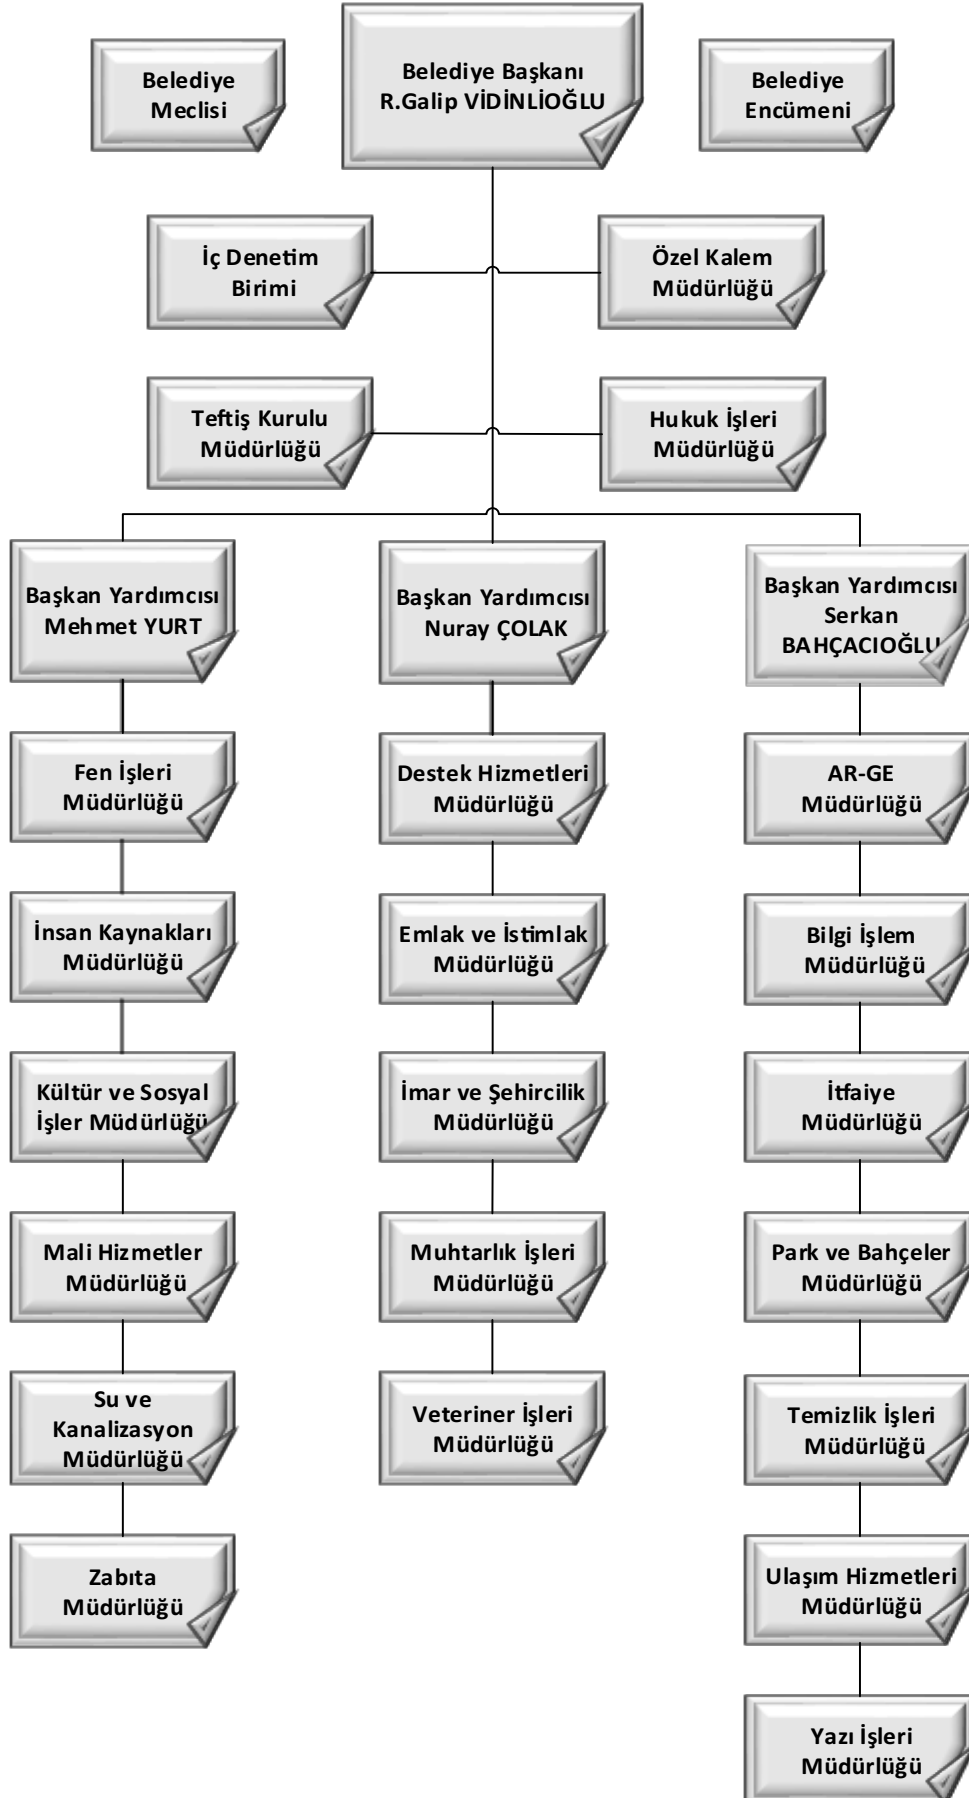 Belediye
Meclisi
Belediye Başkanı
R.Galip VİDİNLİOĞLU
Belediye
Encümeni
İç Denetim
Birimi
Özel Kalem
Müdürlüğü
Teftiş Kurulu
Müdürlüğü
Hukuk İşleri
Müdürlüğü
Başkan Yardımcısı
Mehmet YURT
Başkan Yardımcısı
Nuray ÇOLAK
Başkan Yardımcısı
Serkan
BAHÇACIOĞLU
Fen İşleri
Müdürlüğü
Destek Hizmetleri
Müdürlüğü
AR-GE
Müdürlüğü
İnsan Kaynakları
Müdürlüğü
Emlak ve İstimlak
Müdürlüğü
Bilgi İşlem
Müdürlüğü
Kültür ve Sosyal
İşler Müdürlüğü
İmar ve Şehircilik
Müdürlüğü
İtfaiye
Müdürlüğü
Mali Hizmetler
Müdürlüğü
Muhtarlık İşleri
Müdürlüğü
Park ve Bahçeler
Müdürlüğü
Su ve
Kanalizasyon
Müdürlüğü
Veteriner İşleri
Müdürlüğü
Temizlik İşleri
Müdürlüğü
Zabıta
Müdürlüğü
Ulaşım Hizmetleri
Müdürlüğü
Yazı İşleri
Müdürlüğü